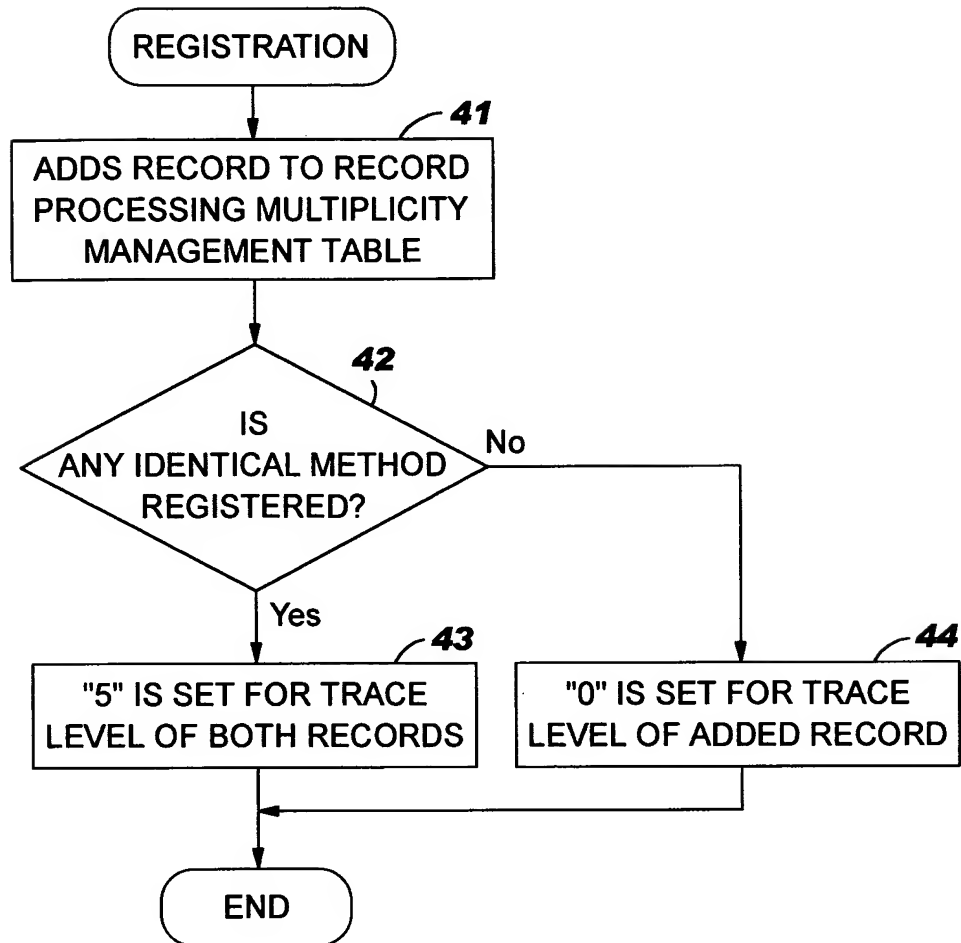 REGISTRATION
41
ADDS RECORD TO RECORD
PROCESSING MULTIPLICITY
MANAGEMENT TABLE
42
IS
ANY IDENTICAL METHOD
REGISTERED?
No
Yes
43
"5" IS SET FOR TRACE
LEVEL OF BOTH RECORDS
44
"0" IS SET FOR TRACE
LEVEL OF ADDED RECORD
END